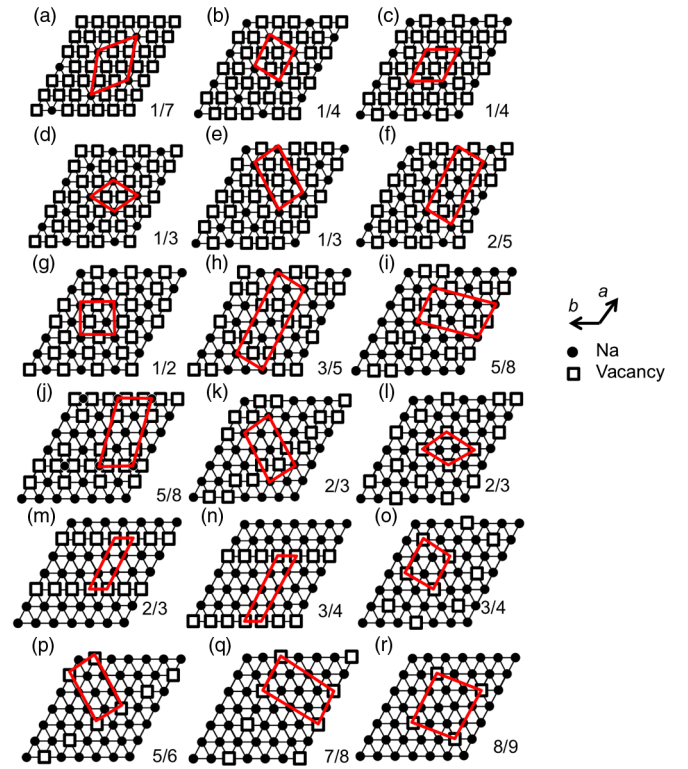 (a) (b) (c)
1/7 1/4 1/4
(d) (e) (f)
1/3 1/3 2/5
(g) (h) (i)
1/2 3/5 5/8
b a
Na
Vacancy
(j) (k) (l)
5/8 2/3 2/3
(m) (n) (o)
2/3 3/4 3/4
(p) (q) (r)
5/6 7/8 8/9